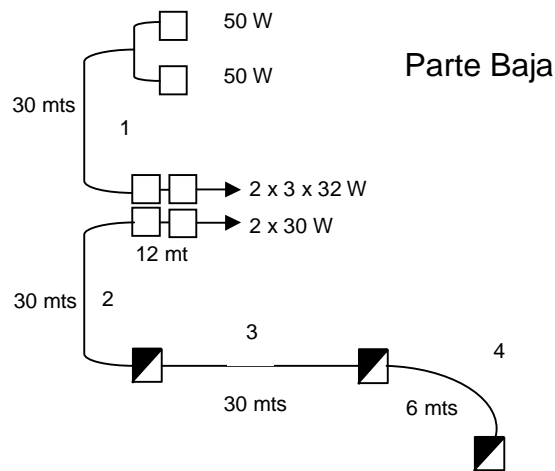 50 W
Parte Baja
50 W
30 mts
1
2 x 3 x 32 W
2 x 30 W
12 mt
30 mts
2
3
4
30 mts
6 mts